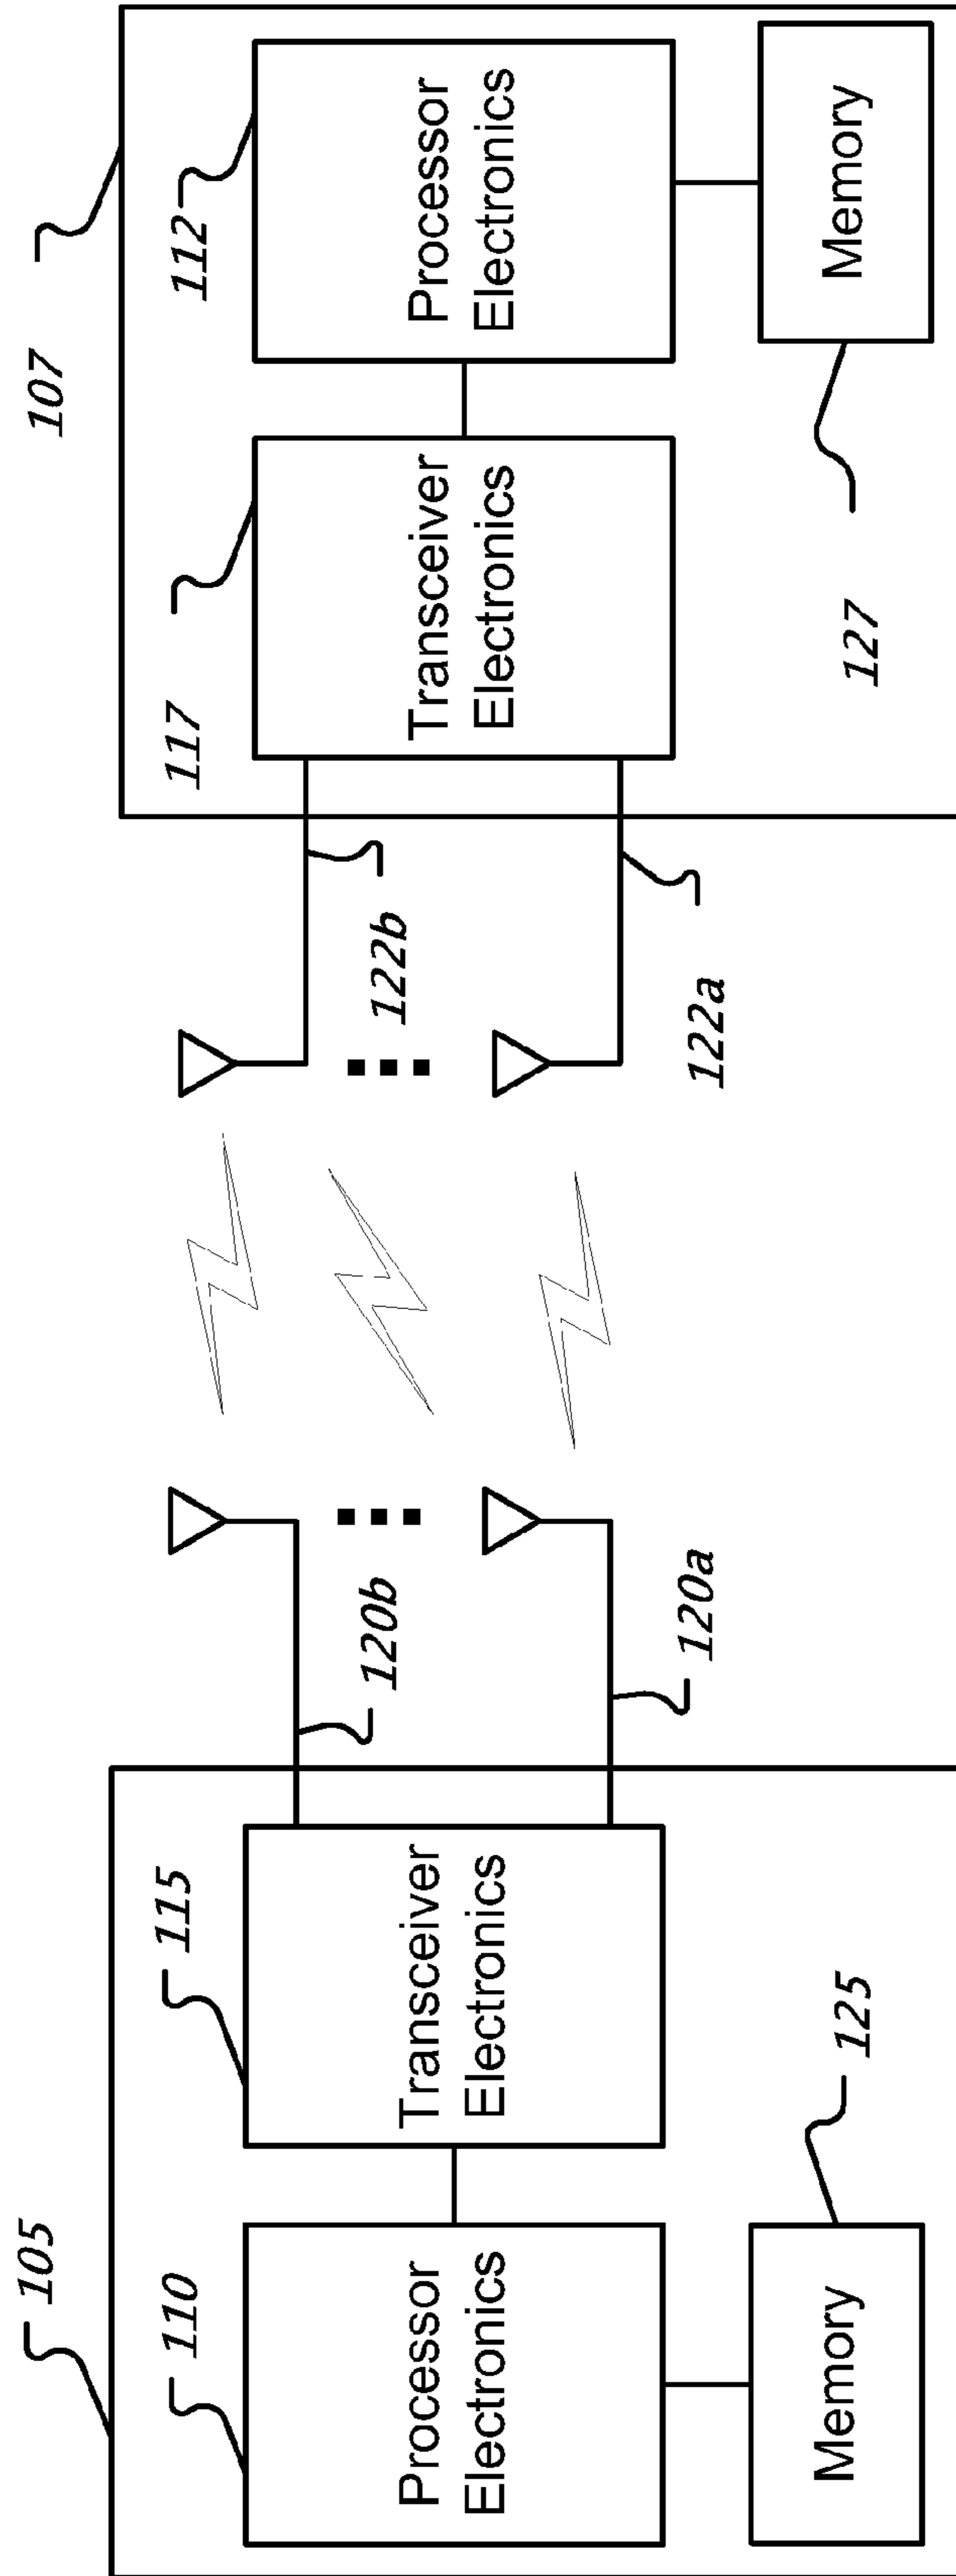 105
110
Processor
Electronics
115
Transceiver
Electronics
Memory
125
120b
120a
107
117
Transceiver
Electronics
112
Processor
Electronics
122b
122a
127
Memory